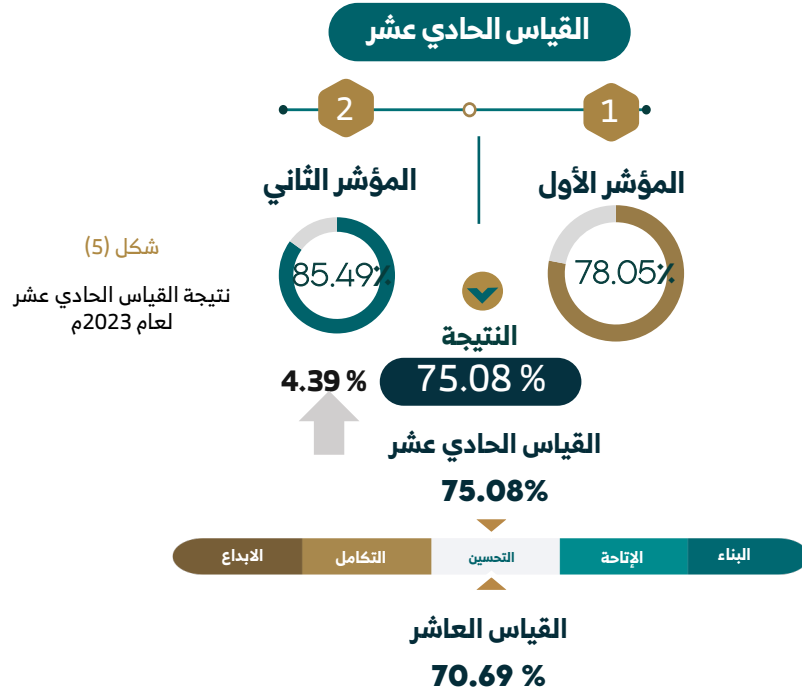 القياس الحادي عشر
1
2
المؤشر الأول
المؤشر الثاني
78.05%
85.49%
شكل (5)
نتيجة القياس الحادي عشر
لعام 2023م
النتيجة
75.08 %
4.39 %
القياس الحادي عشر
75.08%
البناء
الإتاحة
التحسين
التكامل
الابداع
القياس العاشر
70.69 %